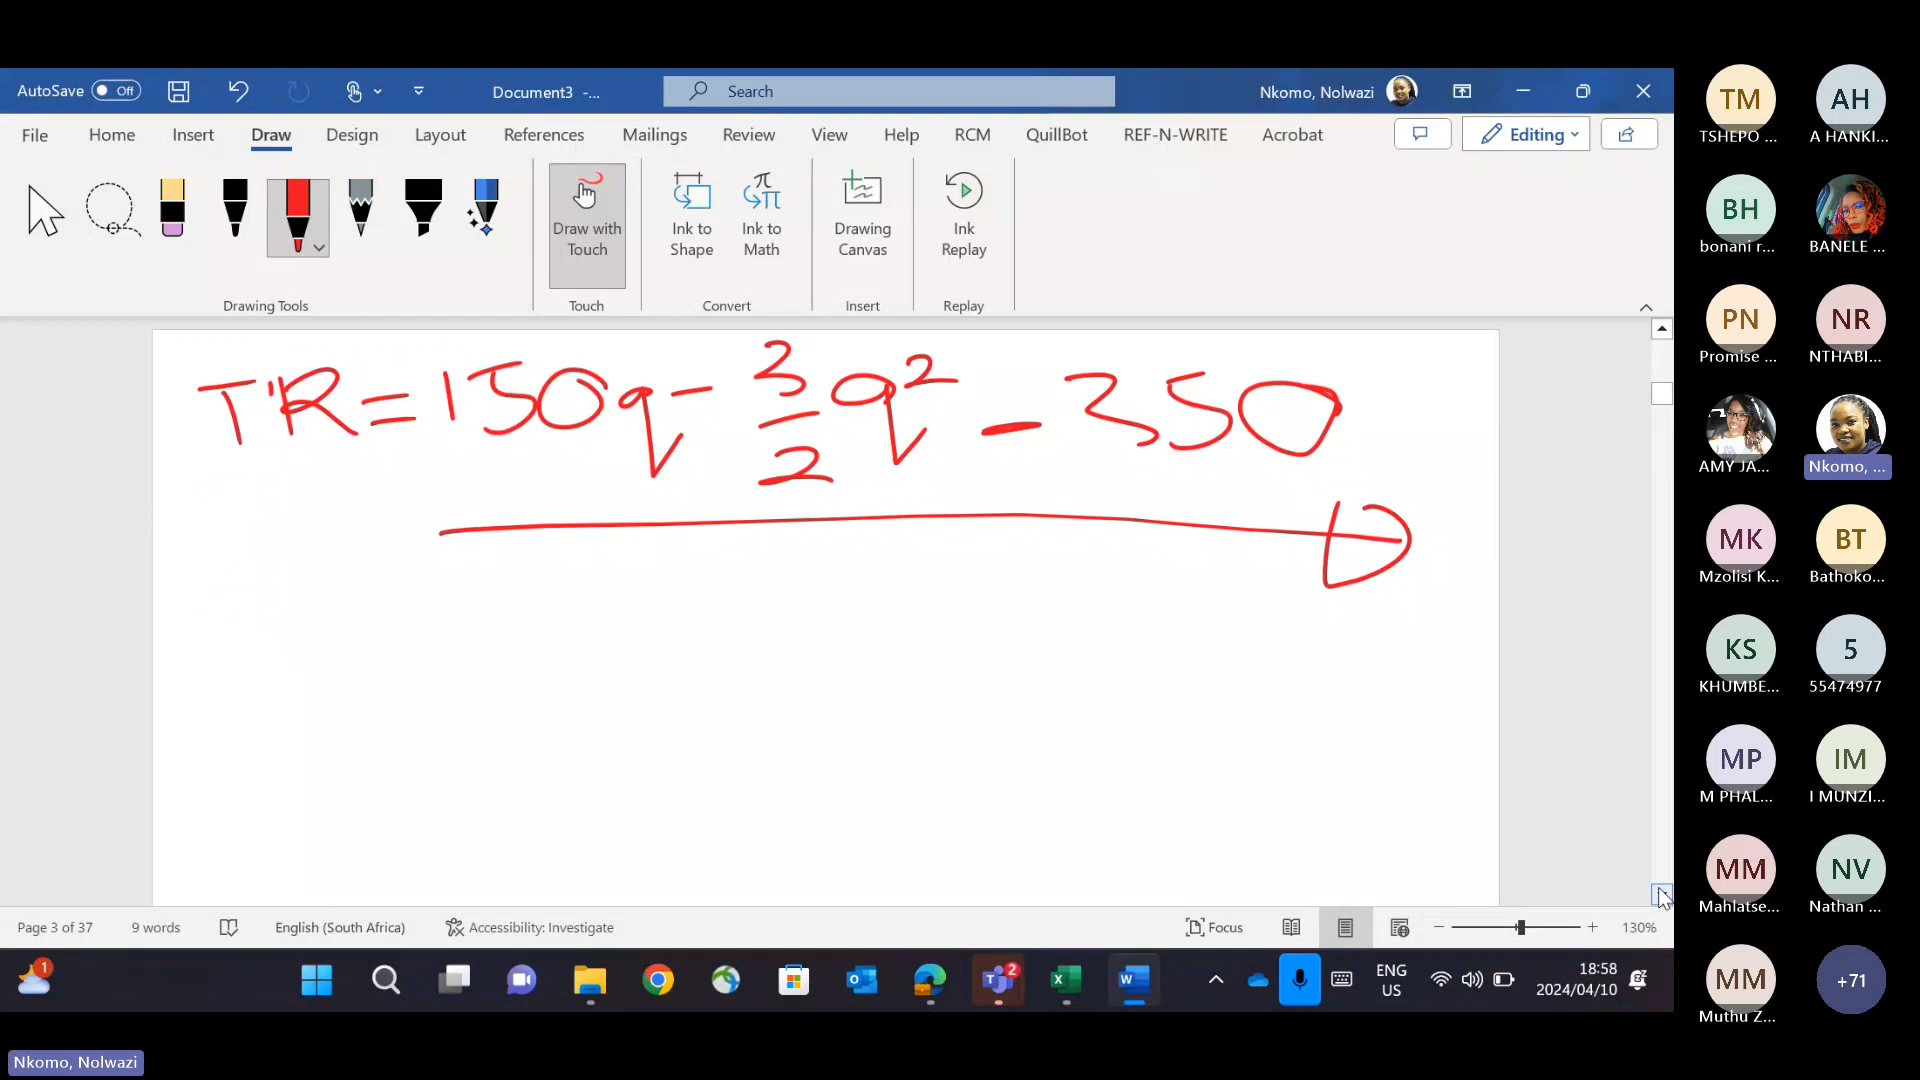 AutoSave Off Document3 -... Search Nkomo, Nolwazi
File Home Insert Draw Design Layout References Mailings Review View Help RCM QuillBot REF-N-WRITE Acrobat Editing
Draw with Touch Ink to Shape Ink to Math Drawing Canvas Ink Replay
Drawing Tools Touch Convert Insert Replay
TR = 150q - 3/2 q² - 350
D
Page 3 of 37 9 words English (South Africa) Accessibility: Investigate Focus 130%
1 2 ENG US 18:58 2024/04/10
Nkomo, Nolwazi
TM AH
TSHEPO ... A HANKI...
BH
bonani r... BANELE ...
PN NR
Promise ... NTHABI...
AMY JA... Nkomo, ...
MK BT
Mzolisi K... Bathoko...
KS 5
KHUMBE... 55474977
MP IM
M PHAL... I MUNZI...
MM NV
Mahlatse... Nathan ...
MM +71
Muthu Z...